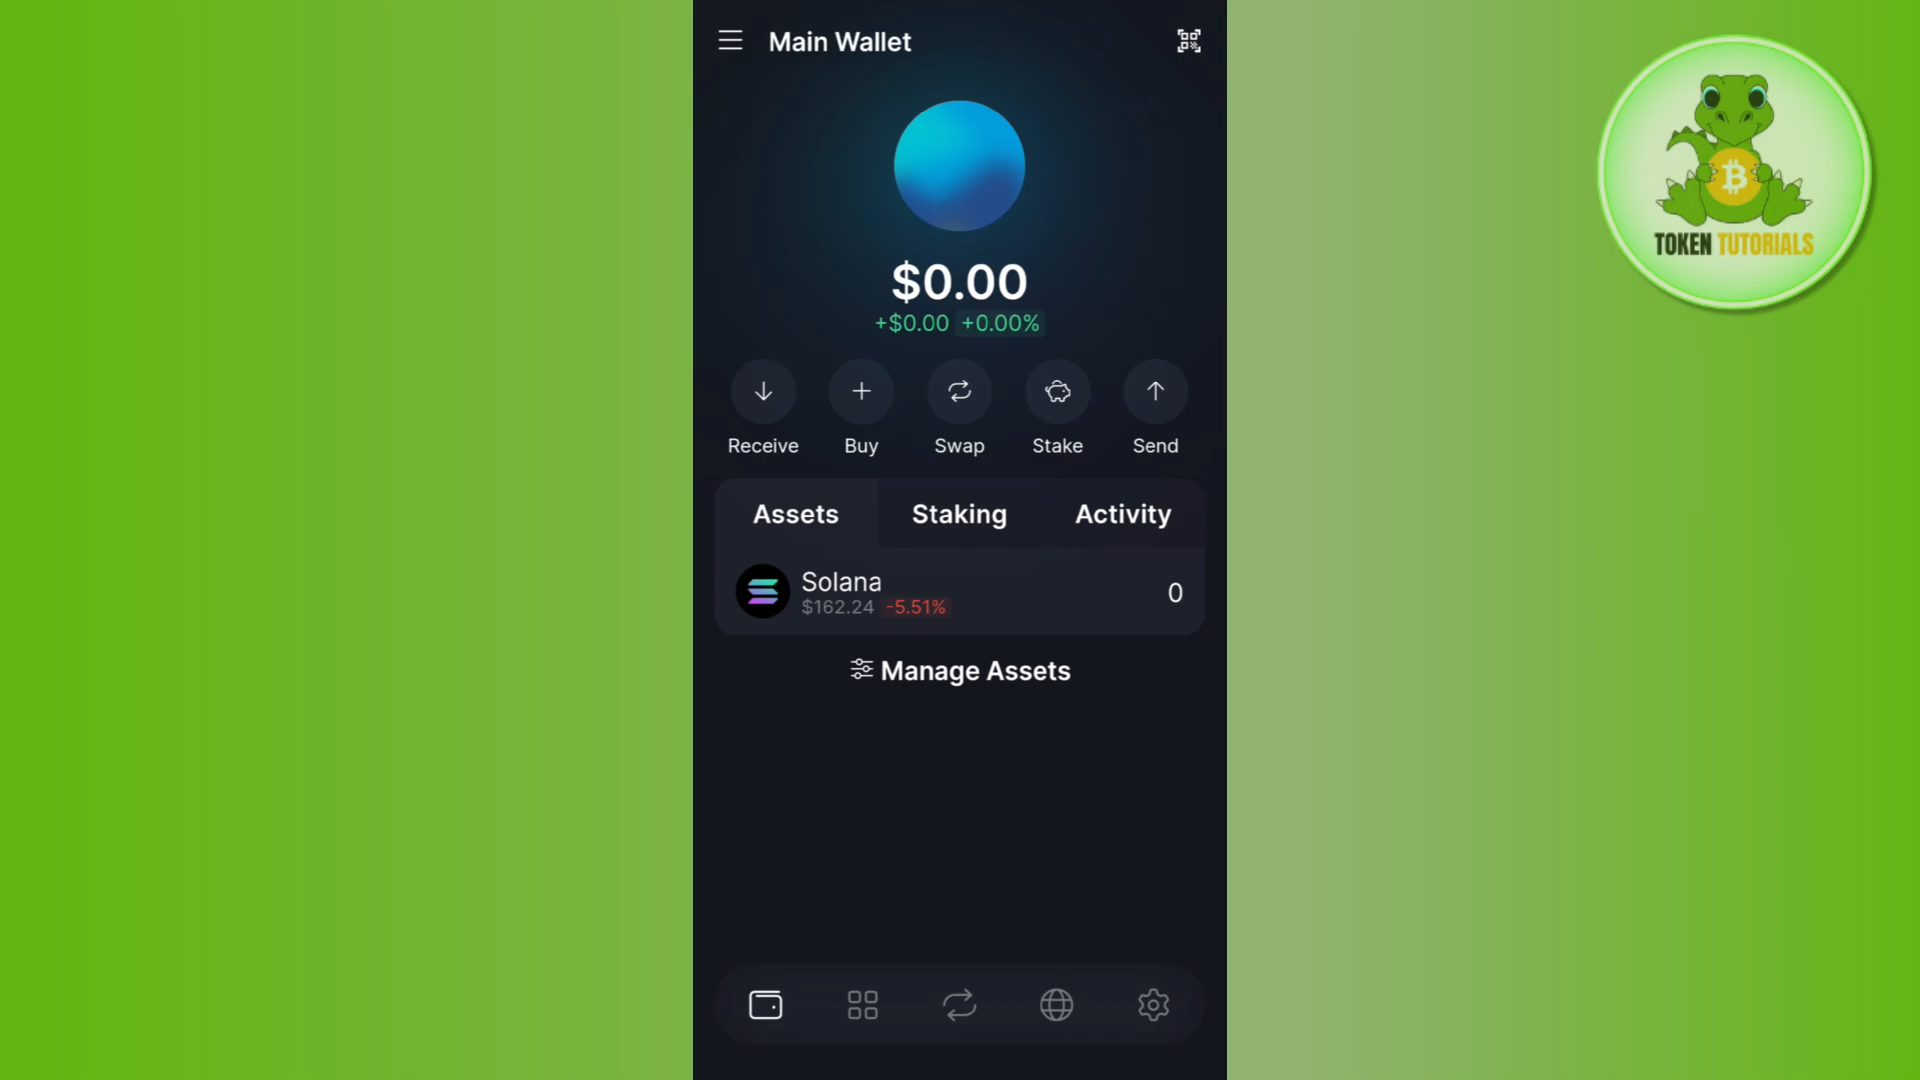 Main Wallet
$0.00
+$0.00 +0.00%
Receive Buy Swap Stake Send
Assets Staking Activity
Solana
$162.24 -5.51%
0
Manage Assets
TOKEN TUTORIALS